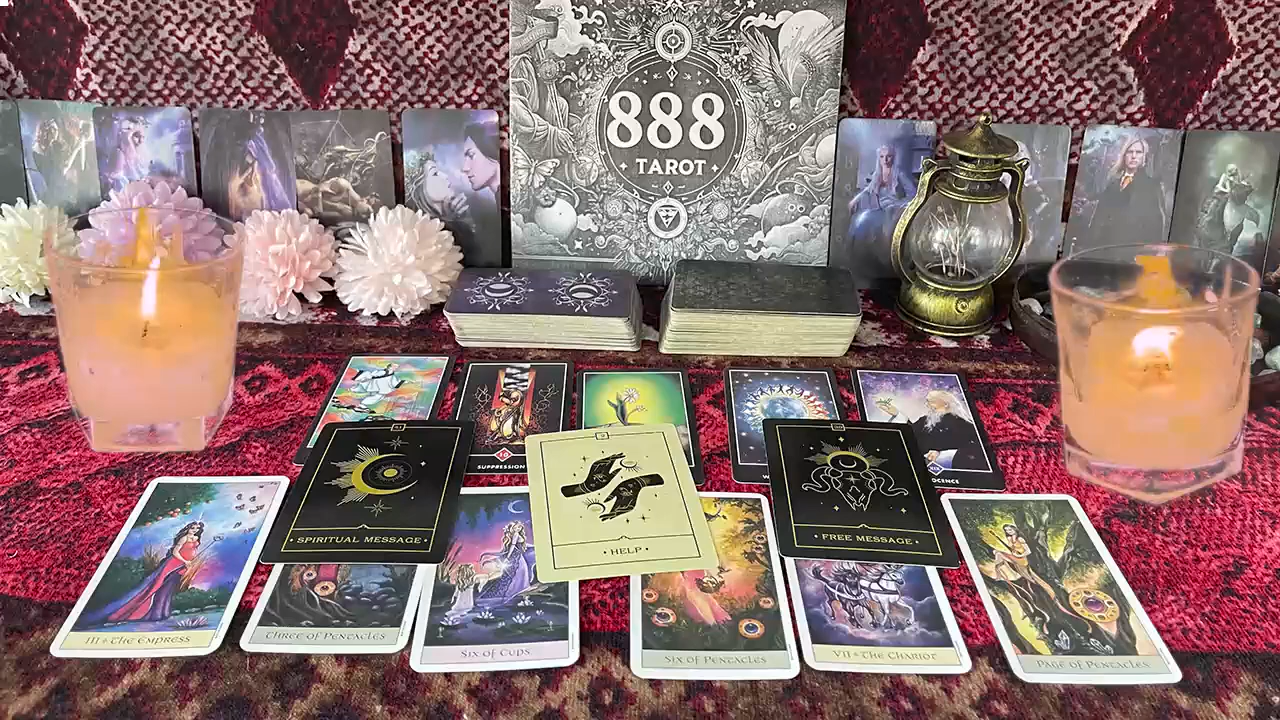 888
TAROT
SUPPRESSION
SPIRITUAL MESSAGE
HELP
FREE MESSAGE
III ✦ THE EMPRESS
THREE OF PENTACLES
SIX OF CUPS
SIX OF PENTACLES
VII ✦ THE CHARIOT
PAGE OF PENTACLES